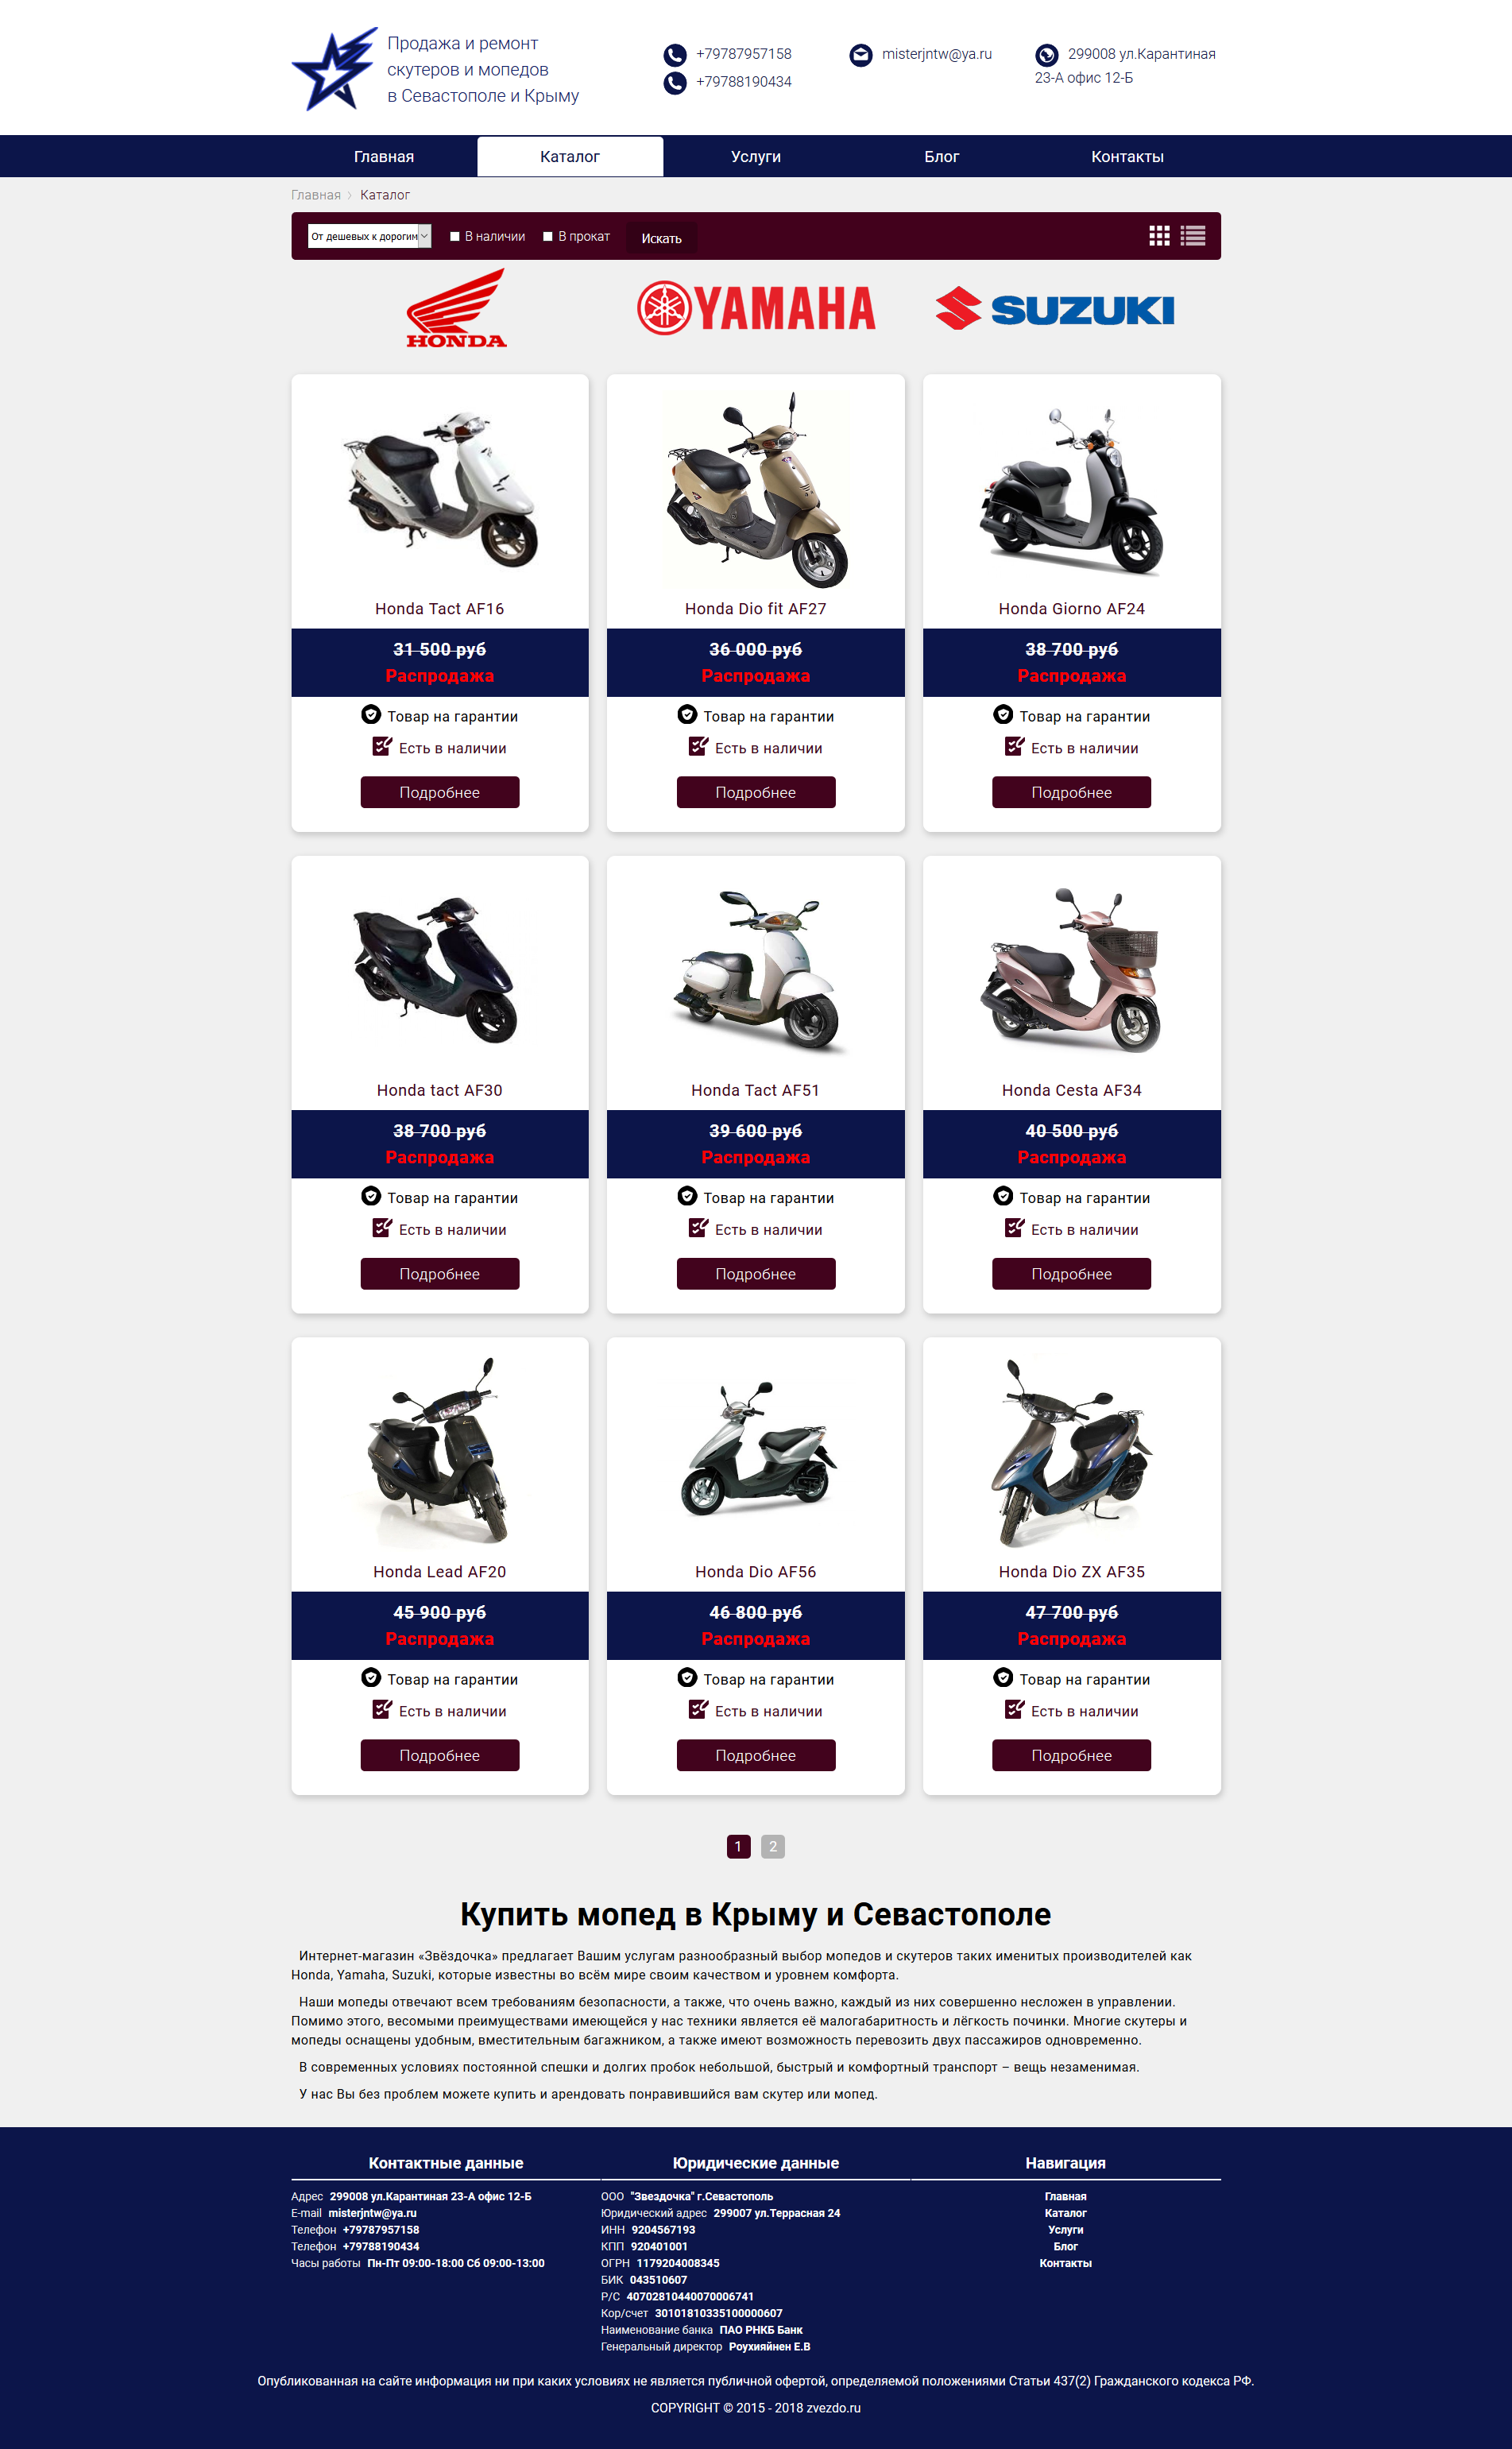 Продажа и ремонт
скутеров и мопедов
в Севастополе и Крыму
+79787957158
+79788190434
misterjntw@ya.ru
299008 ул.Карантиная
23-А офис 12-Б
Главная Каталог Услуги Блог Контакты
Главная Каталог
От дешевых к дорогим В наличии В прокат Искать
HONDA YAMAHA SUZUKI
Honda Tact AF16 Honda Dio fit AF27 Honda Giorno AF24
31 500 руб 36 000 руб 38 700 руб
Распродажа Распродажа Распродажа
Товар на гарантии Товар на гарантии Товар на гарантии
Есть в наличии Есть в наличии Есть в наличии
Подробнее Подробнее Подробнее
Honda tact AF30 Honda Tact AF51 Honda Cesta AF34
38 700 руб 39 600 руб 40 500 руб
Распродажа Распродажа Распродажа
Товар на гарантии Товар на гарантии Товар на гарантии
Есть в наличии Есть в наличии Есть в наличии
Подробнее Подробнее Подробнее
Honda Lead AF20 Honda Dio AF56 Honda Dio ZX AF35
45 900 руб 46 800 руб 47 700 руб
Распродажа Распродажа Распродажа
Товар на гарантии Товар на гарантии Товар на гарантии
Есть в наличии Есть в наличии Есть в наличии
Подробнее Подробнее Подробнее
1 2
Купить мопед в Крыму и Севастополе
Интернет-магазин «Звёздочка» предлагает Вашим услугам разнообразный выбор мопедов и скутеров таких именитых производителей как
Honda, Yamaha, Suzuki, которые известны во всём мире своим качеством и уровнем комфорта.
Наши мопеды отвечают всем требованиям безопасности, а также, что очень важно, каждый из них совершенно несложен в управлении.
Помимо этого, весомыми преимуществами имеющейся у нас техники является её малогабаритность и лёгкость починки. Многие скутеры и
мопеды оснащены удобным, вместительным багажником, а также имеют возможность перевозить двух пассажиров одновременно.
В современных условиях постоянной спешки и долгих пробок небольшой, быстрый и комфортный транспорт – вещь незаменимая.
У нас Вы без проблем можете купить и арендовать понравившийся вам скутер или мопед.
Контактные данные
Адрес 299008 ул.Карантиная 23-А офис 12-Б
E-mail misterjntw@ya.ru
Телефон +79787957158
Телефон +79788190434
Часы работы Пн-Пт 09:00-18:00 Сб 09:00-13:00
Юридические данные
ООО "Звездочка" г.Севастополь
Юридический адрес 299007 ул.Террасная 24
ИНН 9204567193
КПП 920401001
ОГРН 1179204008345
БИК 043510607
Р/С 40702810440070006741
Кор/счет 30101810335100000607
Наименование банка ПАО РНКБ Банк
Генеральный директор Роухияйнен Е.В
Навигация
Главная
Каталог
Услуги
Блог
Контакты
Опубликованная на сайте информация ни при каких условиях не является публичной офертой, определяемой положениями Статьи 437(2) Гражданского кодекса РФ.
COPYRIGHT © 2015 - 2018 zvezdo.ru